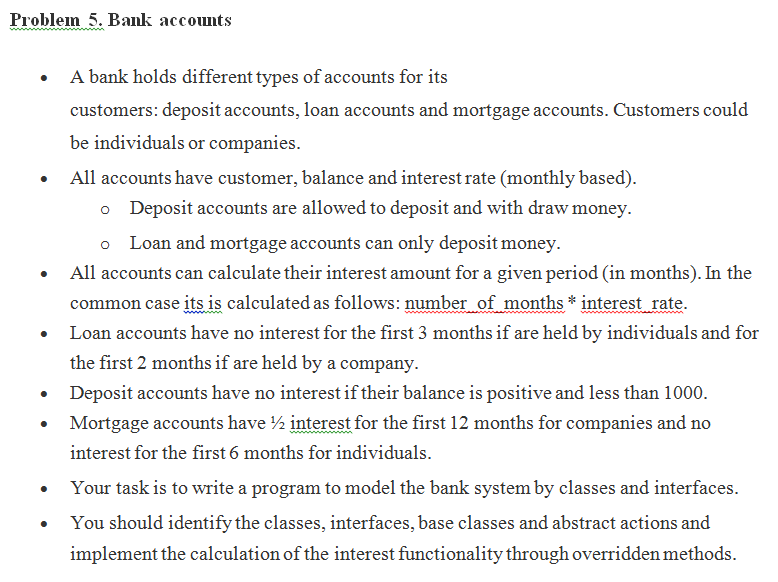 Problem 5. Bank accounts
• A bank holds different types of accounts for its
customers: deposit accounts, loan accounts and mortgage accounts. Customers could
be individuals or companies.
• All accounts have customer, balance and interest rate (monthly based).
o Deposit accounts are allowed to deposit and with draw money.
o Loan and mortgage accounts can only deposit money.
• All accounts can calculate their interest amount for a given period (in months). In the
common case its is calculated as follows: number_of_months * interest_rate.
• Loan accounts have no interest for the first 3 months if are held by individuals and for
the first 2 months if are held by a company.
• Deposit accounts have no interest if their balance is positive and less than 1000.
• Mortgage accounts have ½ interest for the first 12 months for companies and no
interest for the first 6 months for individuals.
• Your task is to write a program to model the bank system by classes and interfaces.
• You should identify the classes, interfaces, base classes and abstract actions and
implement the calculation of the interest functionality through overridden methods.